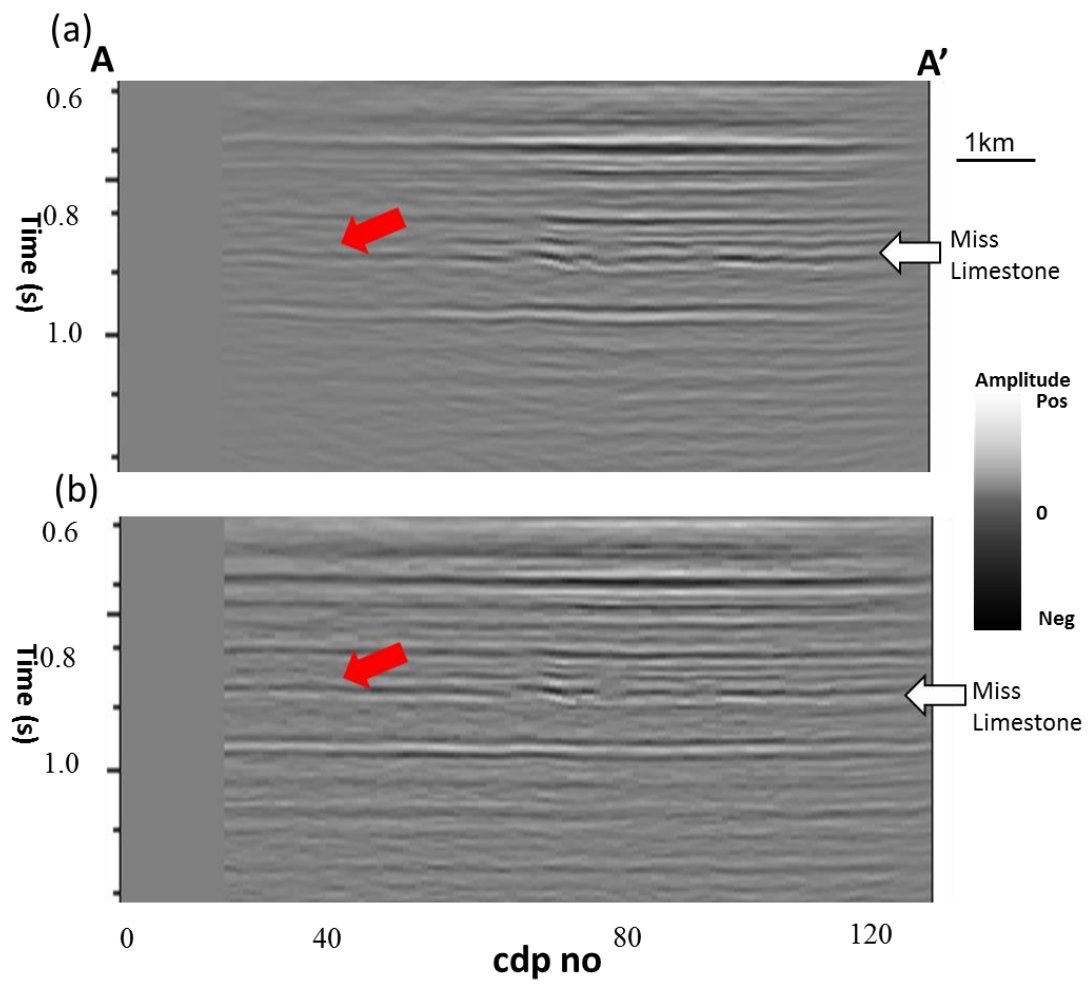 (a)
A
A’
0.6
0.8
1.0
Time (s)
1km
Miss
Limestone
Amplitude
Pos
0
Neg
(b)
0.6
0.8
1.0
Time (s)
Miss
Limestone
0
40
80
120
cdp no